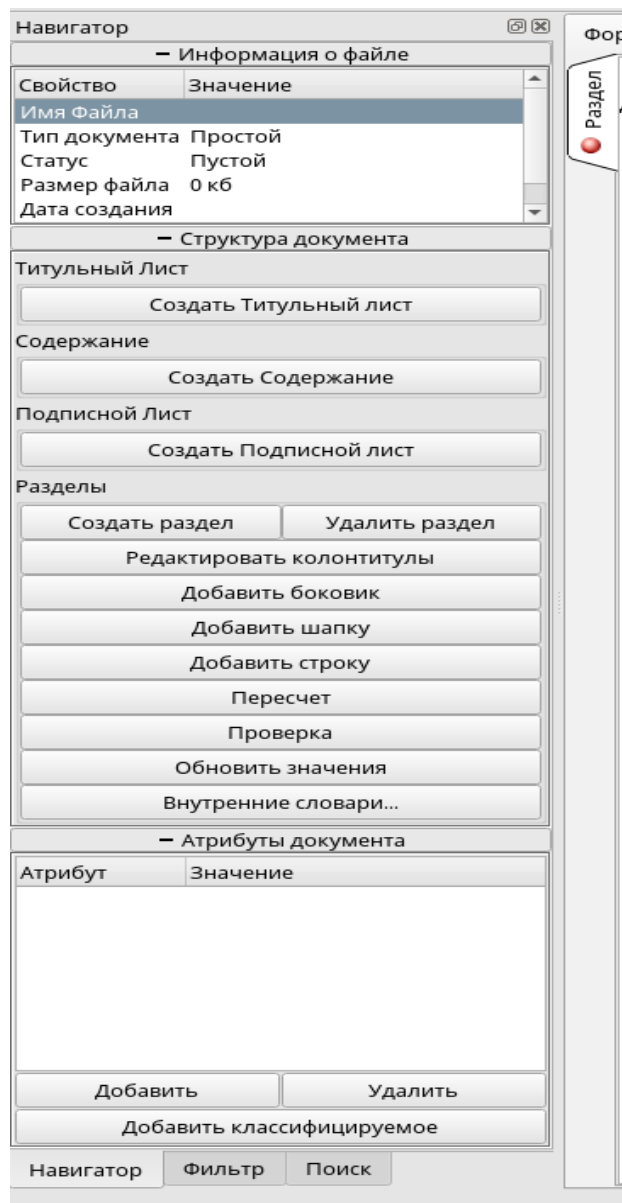 Навигатор
Информация о файле
Свойство Значение
Имя Файла
Тип документа Простой
Статус Пустой
Размер файла 0 кб
Дата создания
Структура документа
Титульный Лист
Создать Титульный лист
Содержание
Создать Содержание
Подписной Лист
Создать Подписной лист
Разделы
Создать раздел Удалить раздел
Редактировать колонтитулы
Добавить боковик
Добавить шапку
Добавить строку
Пересчет
Проверка
Обновить значения
Внутренние словари...
Атрибуты документа
Атрибут Значение
Добавить Удалить
Добавить классифицируемое
Навигатор Фильтр Поиск
Раздел